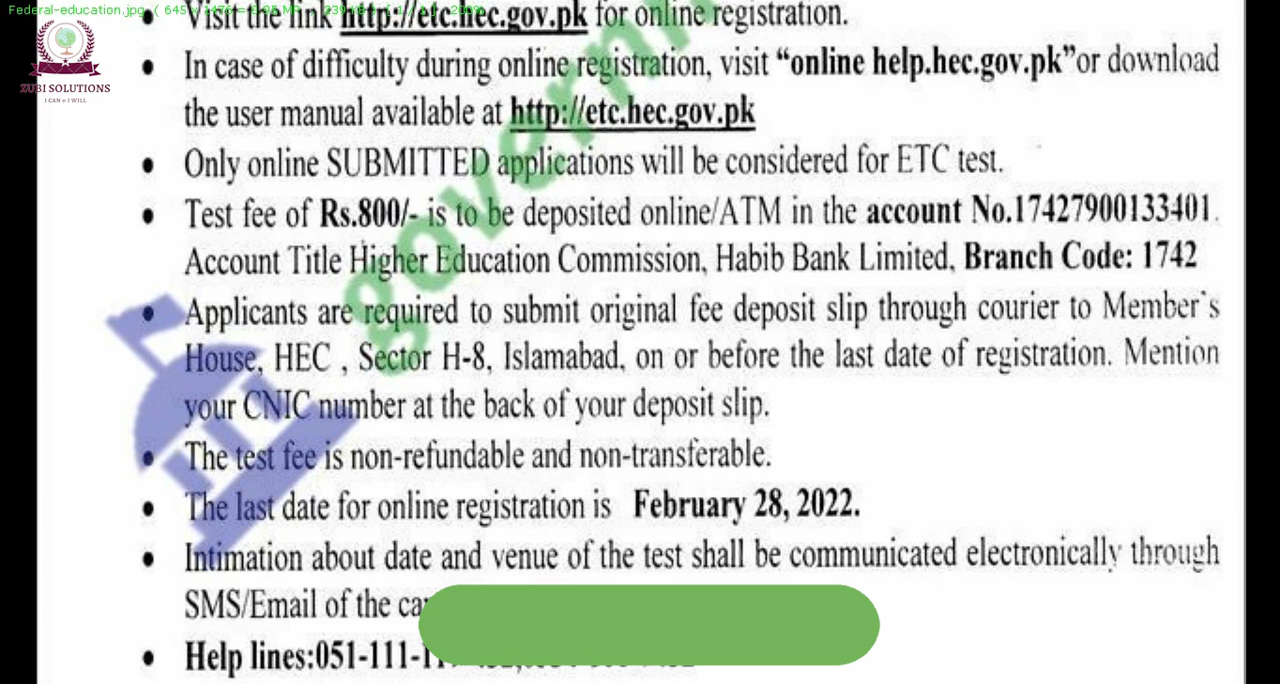 Federal-education.jpg
ZUBI SOLUTIONS
I CAN & I WILL
• Visit the link http://etc.hec.gov.pk for online registration.
• In case of difficulty during online registration, visit “online help.hec.gov.pk”or download
the user manual available at http://etc.hec.gov.pk
• Only online SUBMITTED applications will be considered for ETC test.
• Test fee of Rs.800/- is to be deposited online/ATM in the account No.17427900133401.
Account Title Higher Education Commission, Habib Bank Limited, Branch Code: 1742
• Applicants are required to submit original fee deposit slip through courier to Member`s
House, HEC , Sector H-8, Islamabad, on or before the last date of registration. Mention
your CNIC number at the back of your deposit slip.
• The test fee is non-refundable and non-transferable.
• The last date for online registration is February 28, 2022.
• Intimation about date and venue of the test shall be communicated electronically through
SMS/Email of the
• Help lines:051-111-
governm